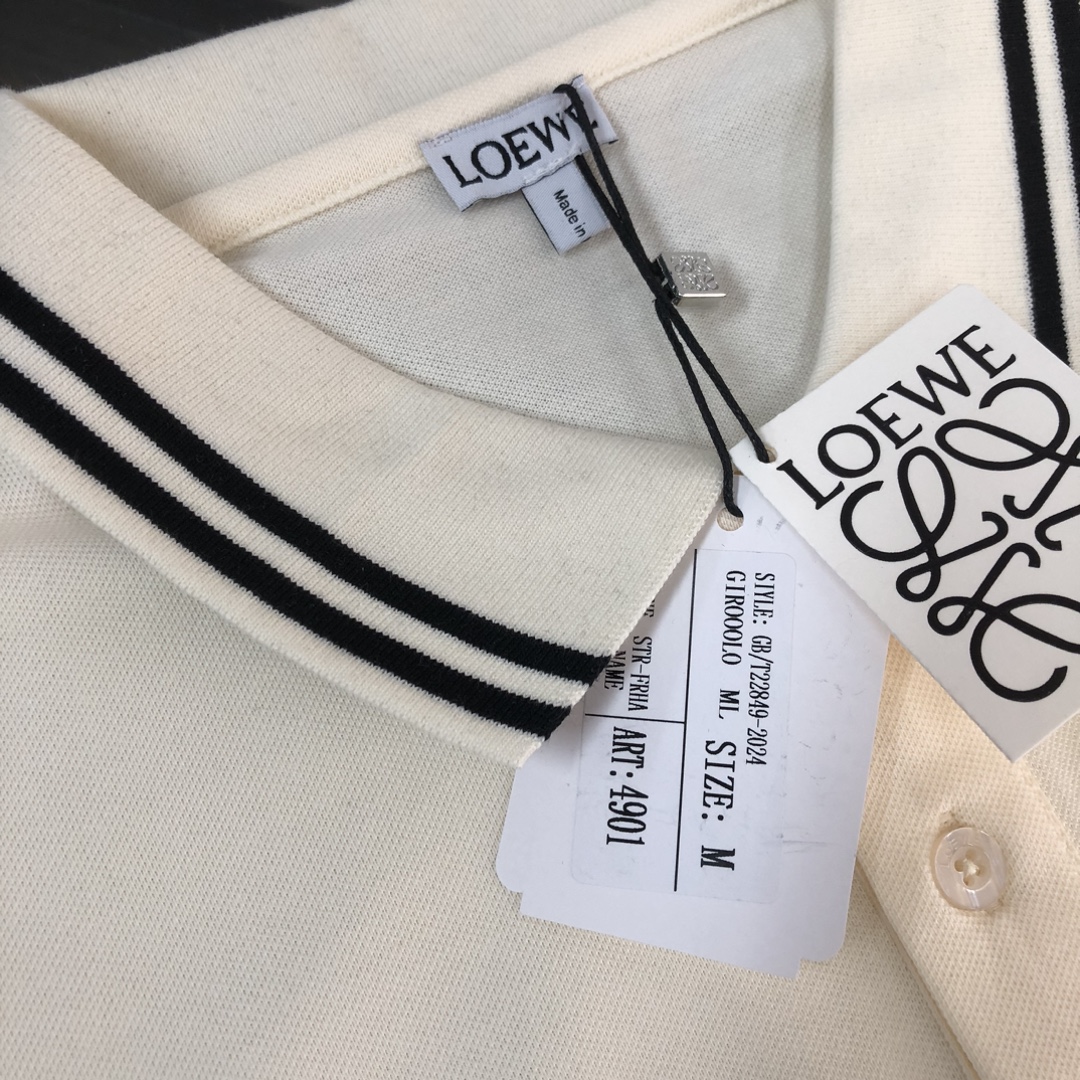 LOEWE
Made in
LOEWE
STYLE: GB/T22849-2024
GIROOOLO ML SIZE: M
STR-FRHA
NAME
ART: 4901